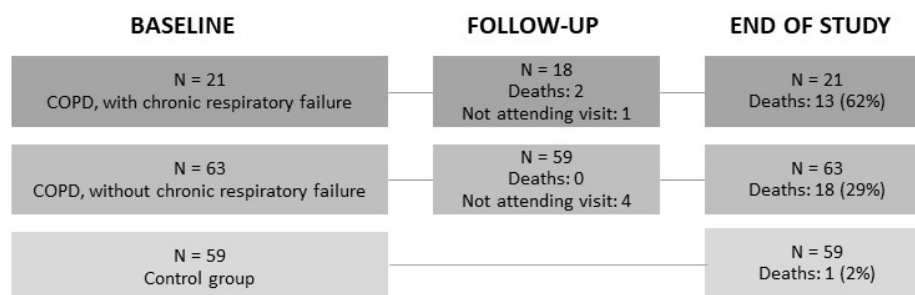 BASELINE
FOLLOW-UP
END OF STUDY
N = 21
COPD, with chronic respiratory failure
N = 18
Deaths: 2
Not attending visit: 1
N = 21
Deaths: 13 (62%)
N = 63
COPD, without chronic respiratory failure
N = 59
Deaths: 0
Not attending visit: 4
N = 63
Deaths: 18 (29%)
N = 59
Control group
N = 59
Deaths: 1 (2%)